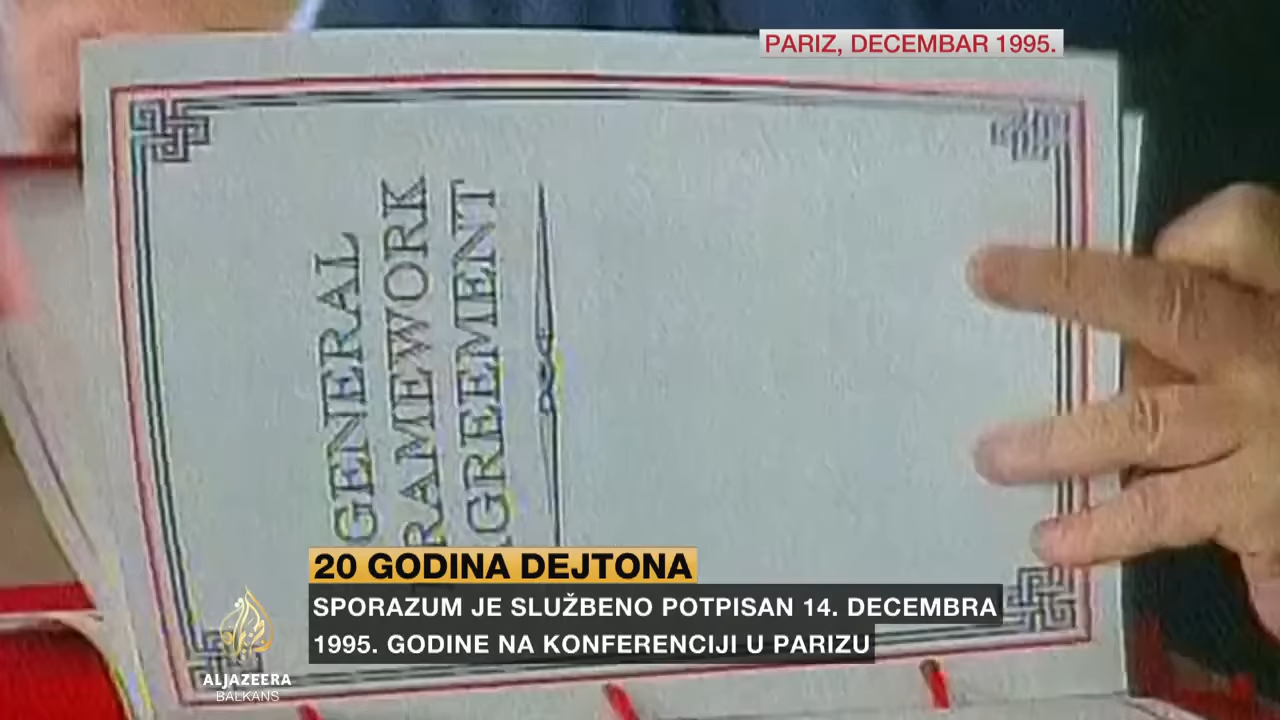 PARIZ, DECEMBAR 1995.
GENERAL
RAMEWORK
GREEMENT
20 GODINA DEJTONA
SPORAZUM JE SLUŽBENO POTPISAN 14. DECEMBRA
1995. GODINE NA KONFERENCIJI U PARIZU
ALJAZEERA
BALKANS